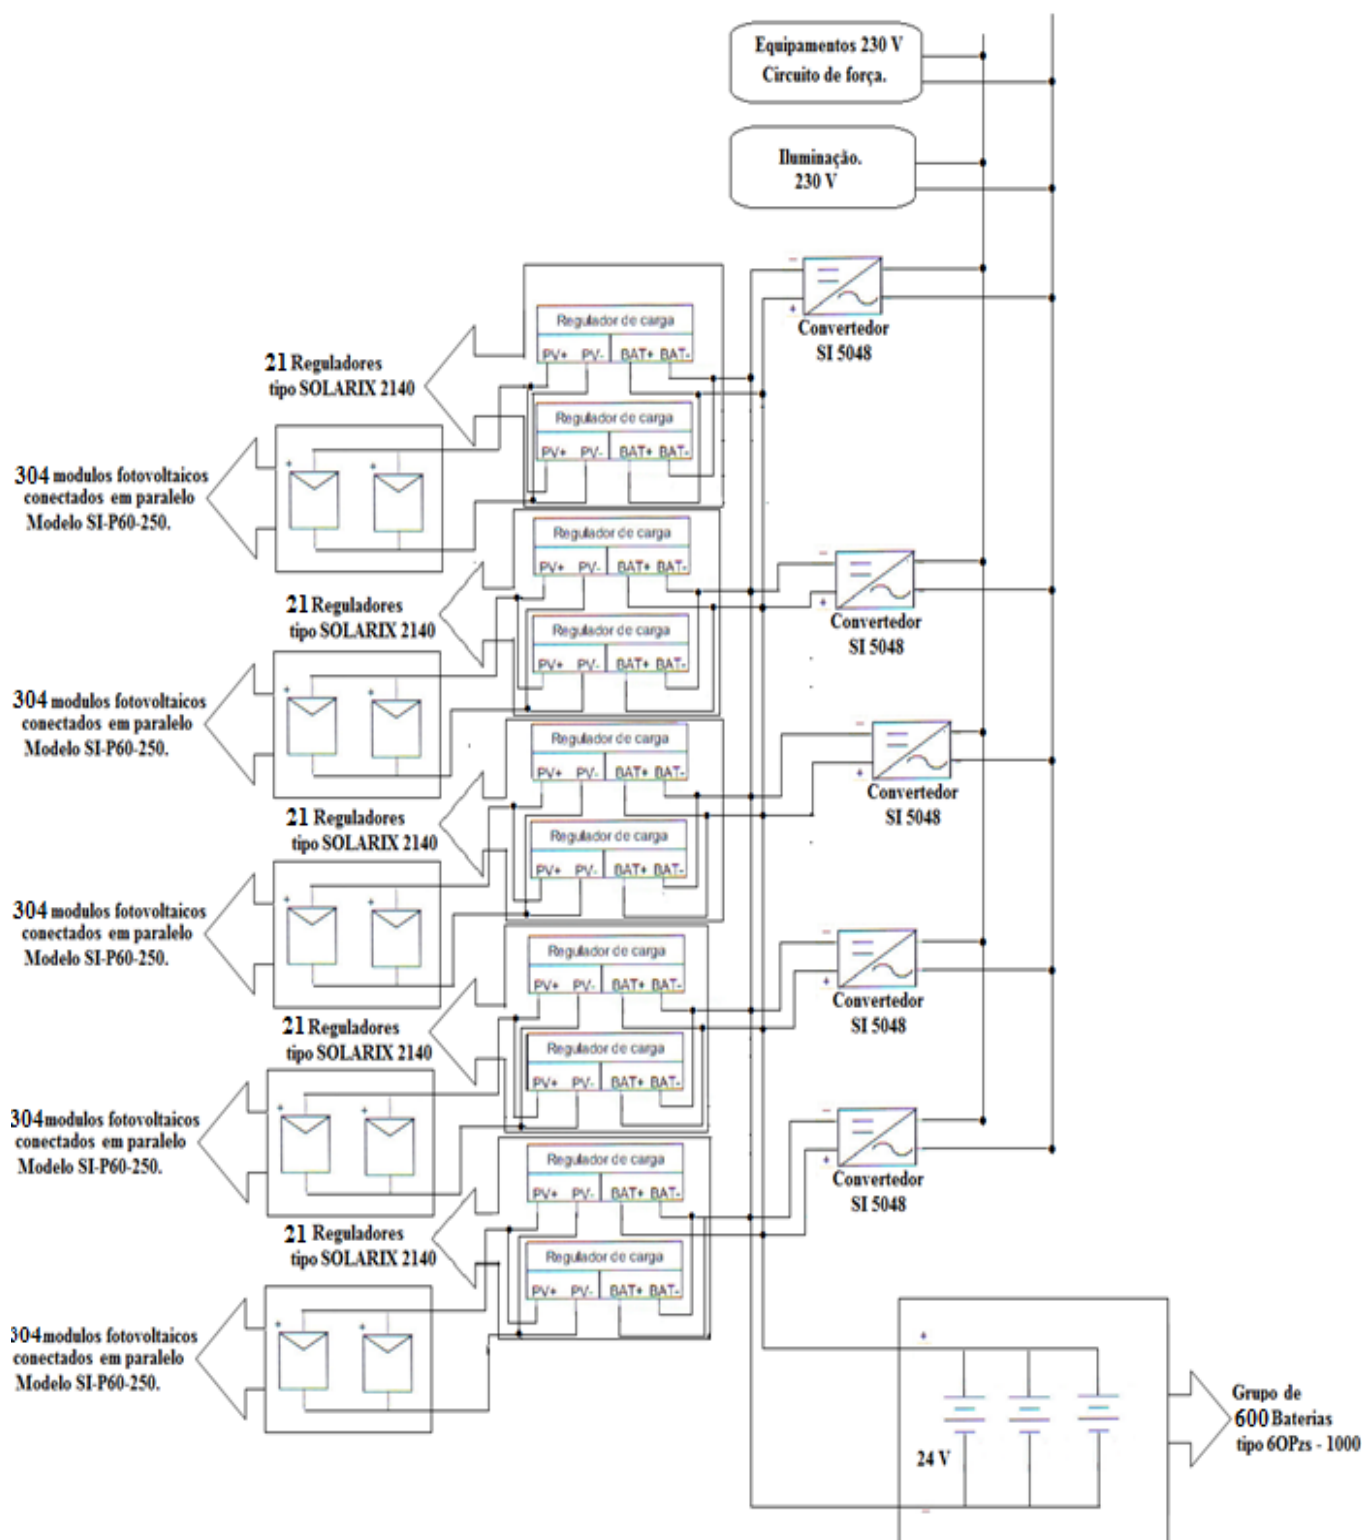 Equipamentos 230 V
Circuito de força.
Iluminação.
230 V
- 
+
Convertedor
SI 5048
Regulador de carga
PV+ PV- BAT+ BAT-
Regulador de carga
PV+ PV- BAT+ BAT-
21 Reguladores
tipo SOLARIX 2140
+ +
304 modulos fotovoltaicos
conectados em paralelo
Modelo SI-P60-250.
Regulador de carga
PV+ PV- BAT+ BAT-
Regulador de carga
PV+ PV- BAT+ BAT-
-
+
Convertedor
SI 5048
21 Reguladores
tipo SOLARIX 2140
+ +
304 modulos fotovoltaicos
conectados em paralelo
Modelo SI-P60-250.
Regulador de carga
PV+ PV- BAT+ BAT-
Regulador de carga
PV+ PV- BAT+ BAT-
-
+
Convertedor
SI 5048
21 Reguladores
tipo SOLARIX 2140
+ +
304 modulos fotovoltaicos
conectados em paralelo
Modelo SI-P60-250.
Regulador de carga
PV+ PV- BAT+ BAT-
Regulador de carga
PV+ PV- BAT+ BAT-
-
+
Convertedor
SI 5048
21 Reguladores
tipo SOLARIX 2140
+ +
304 modulos fotovoltaicos
conectados em paralelo
Modelo SI-P60-250.
Regulador de carga
PV+ PV- BAT+ BAT-
Regulador de carga
PV+ PV- BAT+ BAT-
-
+
Convertedor
SI 5048
21 Reguladores
tipo SOLARIX 2140
+ +
304 modulos fotovoltaicos
conectados em paralelo
Modelo SI-P60-250.
+
24 V
-
Grupo de
600 Baterias
tipo 6OPzs - 1000